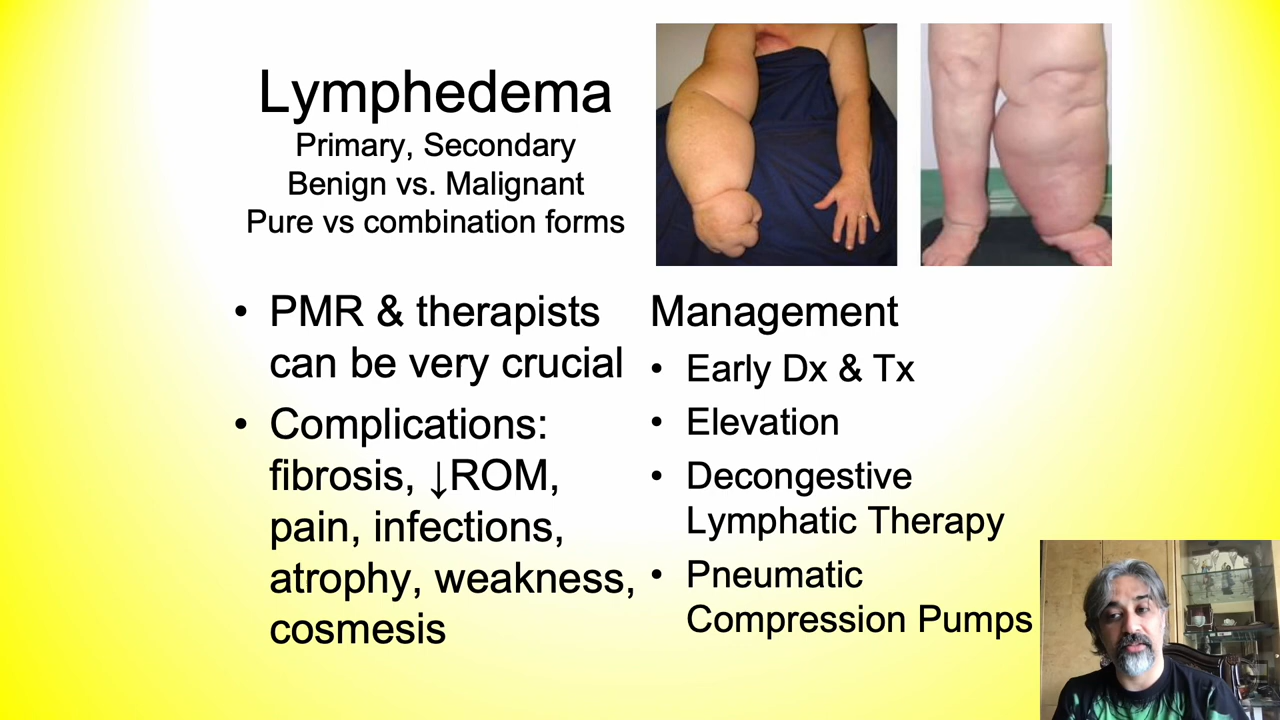 Lymphedema
Primary, Secondary
Benign vs. Malignant
Pure vs combination forms
• PMR & therapists
can be very crucial
• Complications:
fibrosis, ↓ROM,
pain, infections,
atrophy, weakness,
cosmesis
Management
• Early Dx & Tx
• Elevation
• Decongestive
Lymphatic Therapy
• Pneumatic
Compression Pumps